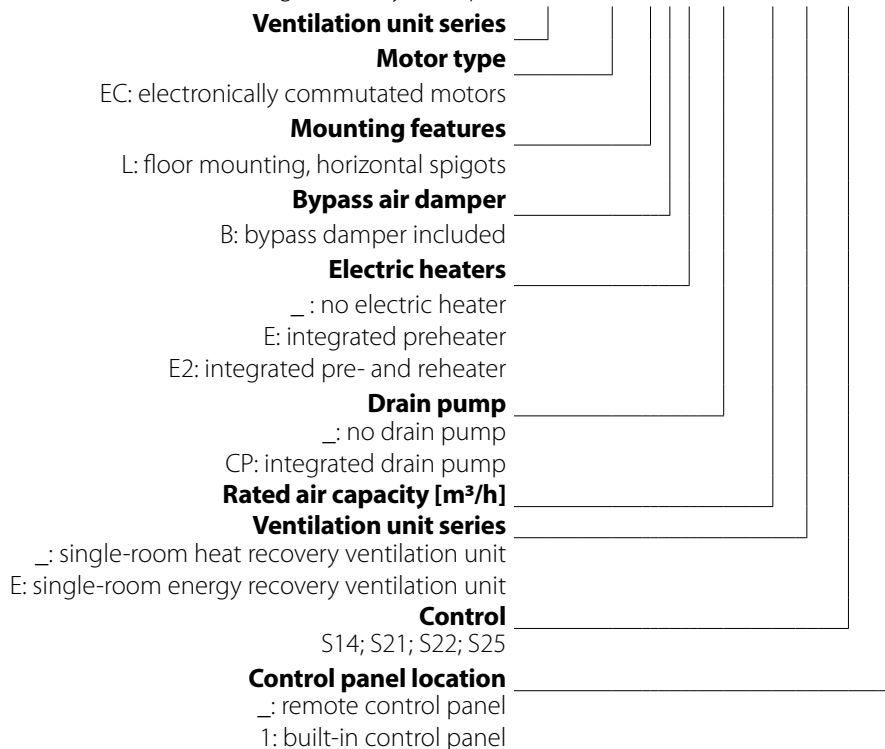 Ventilation unit series
Motor type
EC: electronically commutated motors
Mounting features
L: floor mounting, horizontal spigots
Bypass air damper
B: bypass damper included
Electric heaters
_ : no electric heater
E: integrated preheater
E2: integrated pre- and reheater
Drain pump
_: no drain pump
CP: integrated drain pump
Rated air capacity [m³/h]
Ventilation unit series
_: single-room heat recovery ventilation unit
E: single-room energy recovery ventilation unit
Control
S14; S21; S22; S25
Control panel location
_: remote control panel
1: built-in control panel